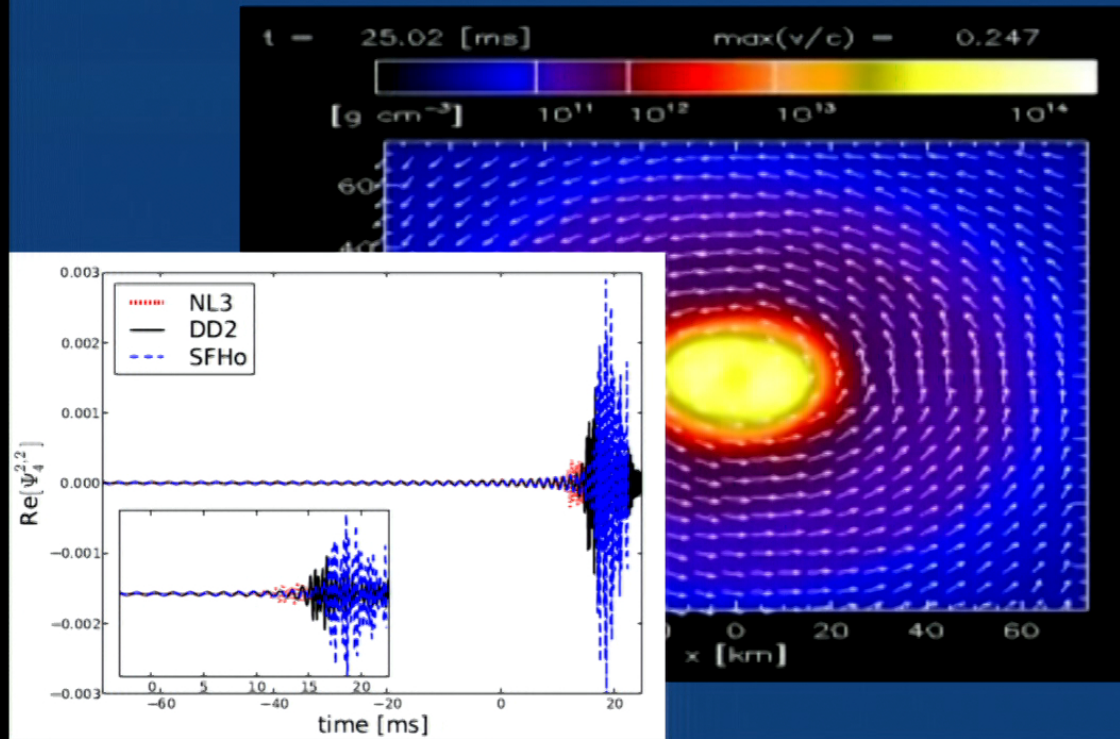 t = 25.02 [ms] max(v/c) = 0.247
[g cm⁻³] 10¹¹ 10¹² 10¹³ 10¹⁴
60
40
0 20 40 60
x [km]
0.003
0.002
0.001
0.000
−0.001
−0.002
−0.003
Re[Ψ₄²,²]
NL3
DD2
SFHo
0 5 10 15 20
−60 −40 −20 0 20
time [ms]